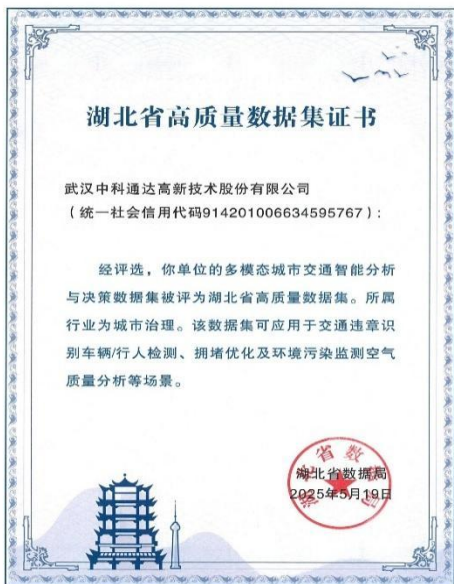 湖北省高质量数据集证书
武汉中科通达高新技术股份有限公司
(统一社会信用代码914201006634595767):
经评选，你单位的多模态城市交通智能分析
与决策数据集被评为湖北省高质量数据集。所属
行业为城市治理。该数据集可应用于交通违章识
别车辆/行人检测、拥堵优化及环境污染监测空气
质量分析等场景。
湖北省数据局
湖北省数据局
2025年5月19日